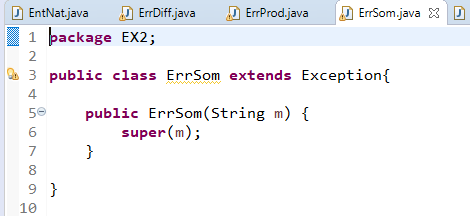 EntNat.java ErrDiff.java ErrProd.java ErrSom.java
1 package EX2;
2
3 public class ErrSom extends Exception{
4
5 public ErrSom(String m) {
6 super(m);
7 }
8
9 }
10